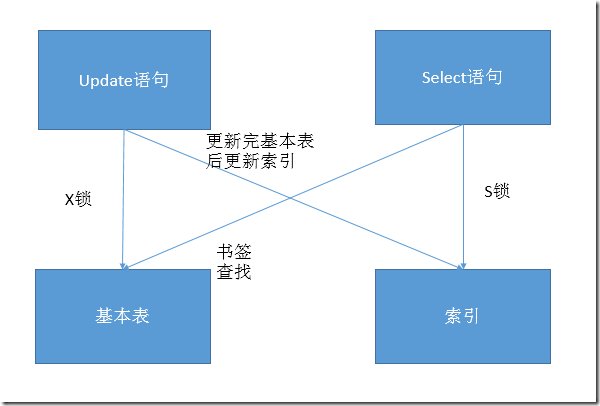 Update语句
Select语句
更新完基本表
后更新索引
X锁
S锁
书签
查找
基本表
索引